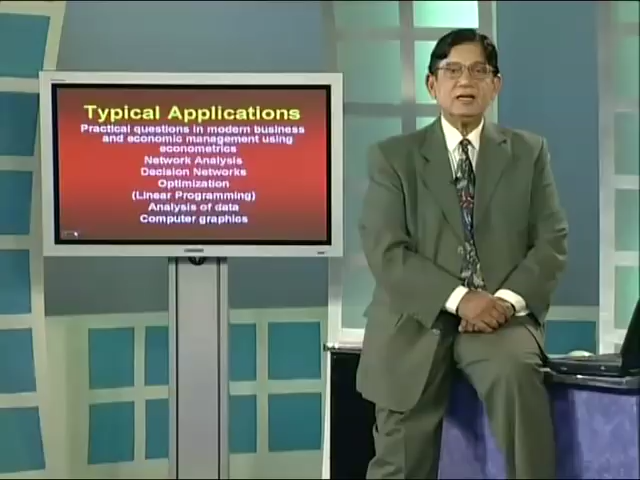 Typical Applications
Practical questions in modern business
and economic management using
econometrics
Network Analysis
Decision Networks
Optimization
(Linear Programming)
Analysis of data
Computer graphics